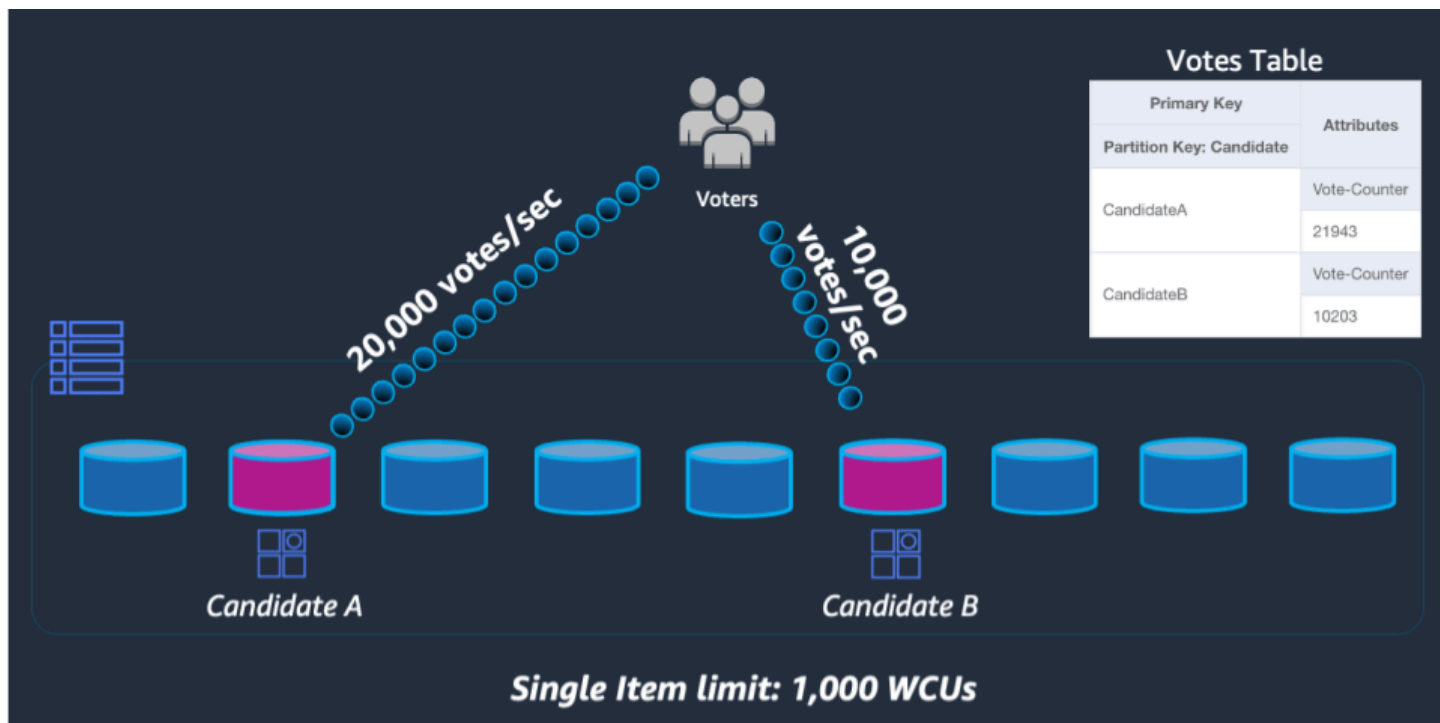 Votes Table
Primary Key
Attributes
Partition Key: Candidate
CandidateA
Vote-Counter
21943
CandidateB
Vote-Counter
10203
Voters
20,000 votes/sec
10,000
votes/sec
Candidate A
Candidate B
Single Item limit: 1,000 WCUs